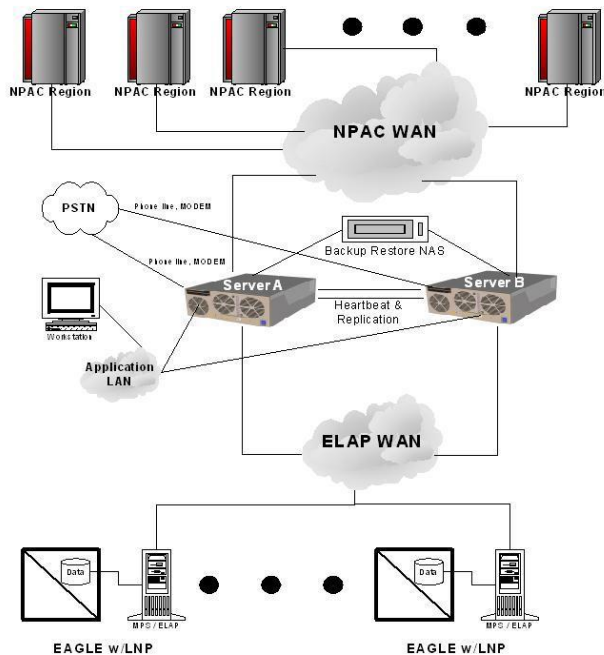 NPAC Region
NPAC Region
NPAC Region
NPAC Region
NPAC WAN
PSTN
Phone line, MODEM
Phone line, MODEM
Backup Restore NAS
Server A
Server B
Heartbeat &
Replication
Workstation
Application
LAN
ELAP WAN
Data
MPS / ELAP
EAGLE w/LNP
Data
MPS / ELAP
EAGLE w/LNP